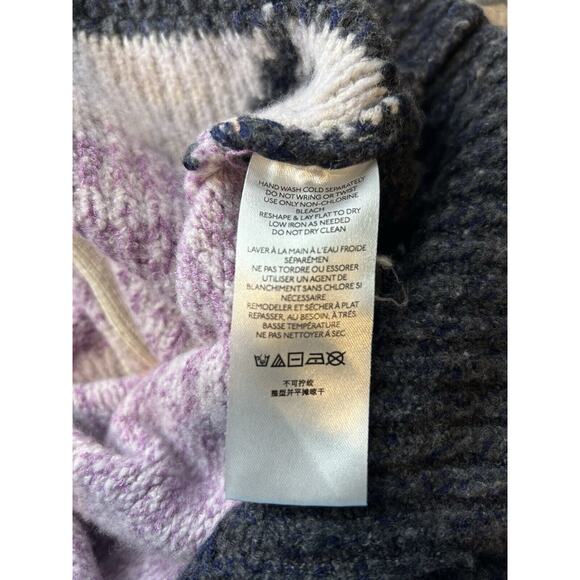 HAND WASH COLD SEPARATELY
DO NOT WRING OR TWIST
USE ONLY NON-CHLORINE
BLEACH
RESHAPE & LAY FLAT TO DRY
LOW IRON AS NEEDED
DO NOT DRY CLEAN
LAVER À LA MAIN À L'EAU FROIDE
SÉPARÉMEN
NE PAS TORDRE OU ESSORER
UTILISER UN AGENT DE
BLANCHIMENT SANS CHLORE SI
NÉCESSAIRE
REMODELER ET SÉCHER À PLAT
REPASSER, AU BESOIN, À TRÈS
BASSE TEMPÉRATURE
NE PAS NETTOYER À SEC
不可拧绞
整型并平摊晾干